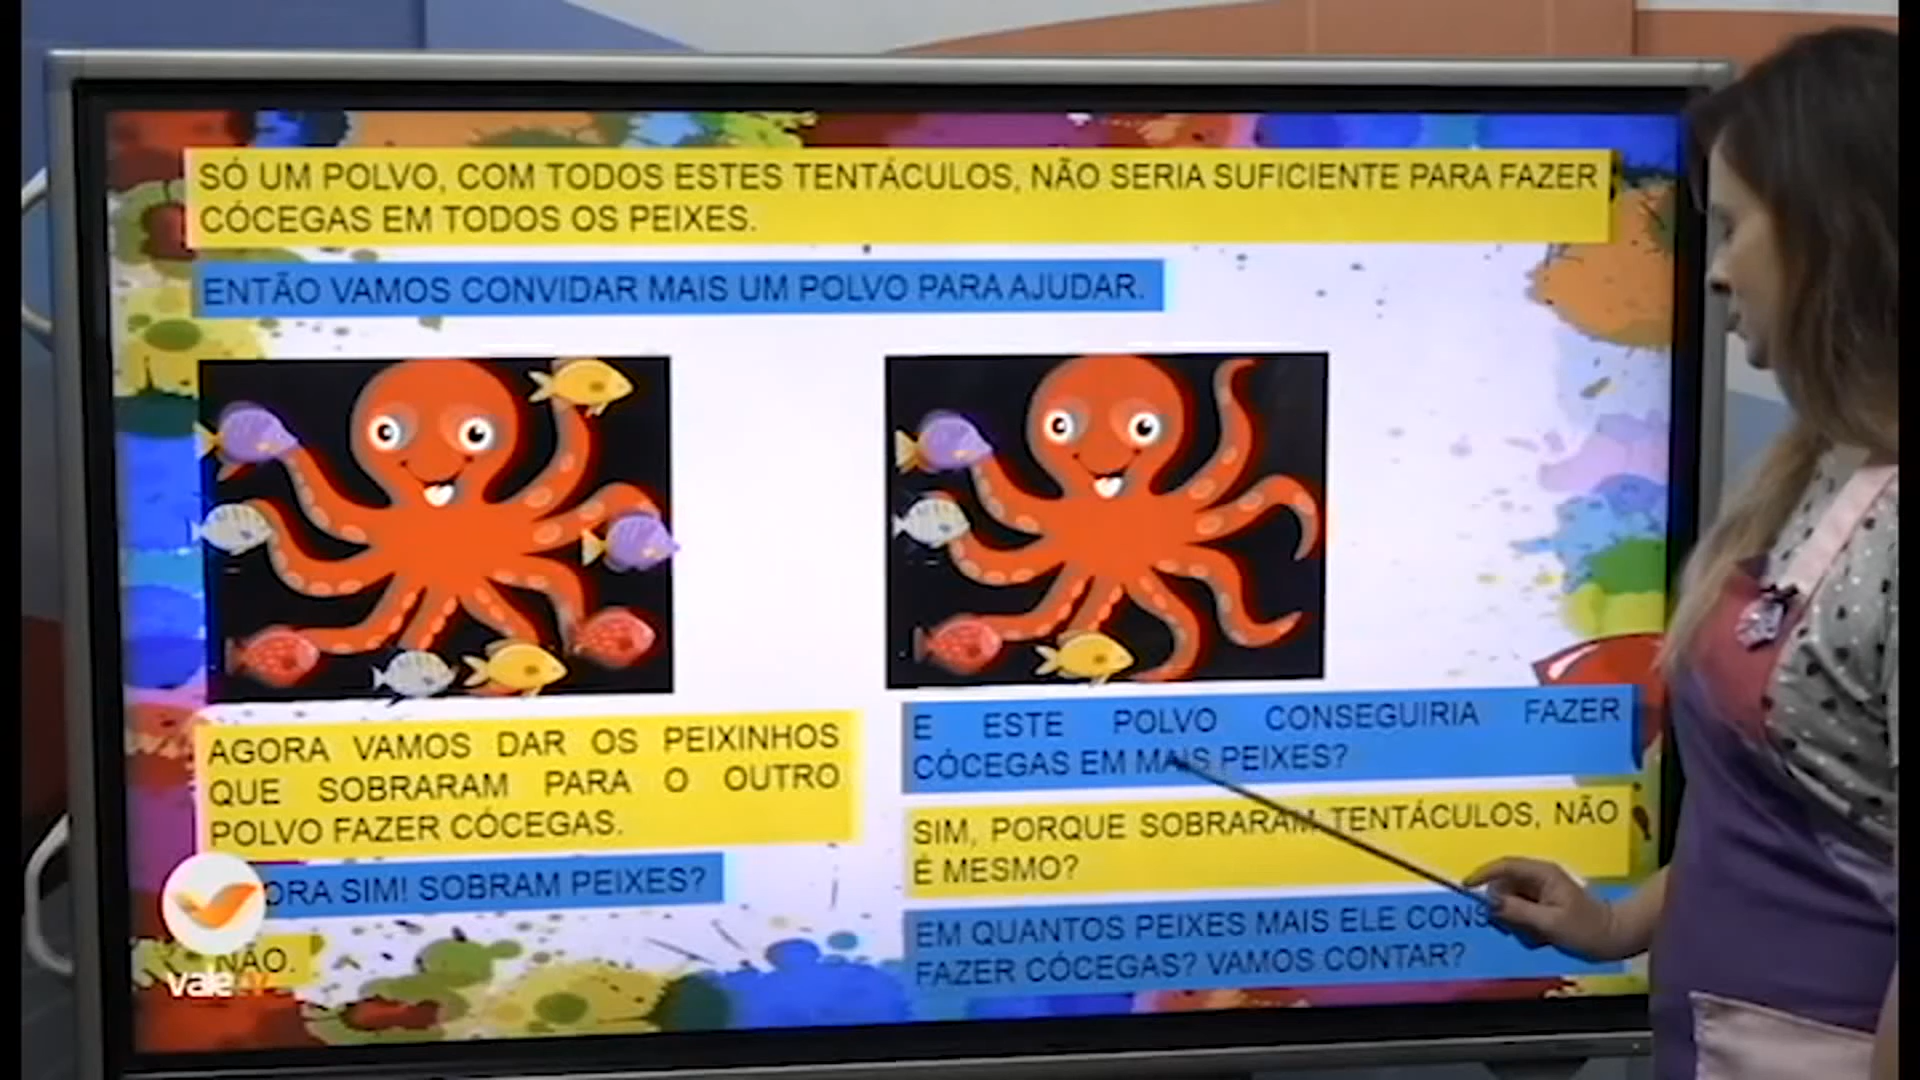 SÓ UM POLVO, COM TODOS ESTES TENTÁCULOS, NÃO SERIA SUFICIENTE PARA FAZER
CÓCEGAS EM TODOS OS PEIXES.
ENTÃO VAMOS CONVIDAR MAIS UM POLVO PARA AJUDAR.
AGORA VAMOS DAR OS PEIXINHOS
QUE SOBRARAM PARA O OUTRO
POLVO FAZER CÓCEGAS.
ORA SIM! SOBRAM PEIXES?
NÃO.
vale tv
E ESTE POLVO CONSEGUIRIA FAZER
CÓCEGAS EM MAIS PEIXES?
SIM, PORQUE SOBRARAM TENTÁCULOS, NÃO
É MESMO?
EM QUANTOS PEIXES MAIS ELE CONS
FAZER CÓCEGAS? VAMOS CONTAR?